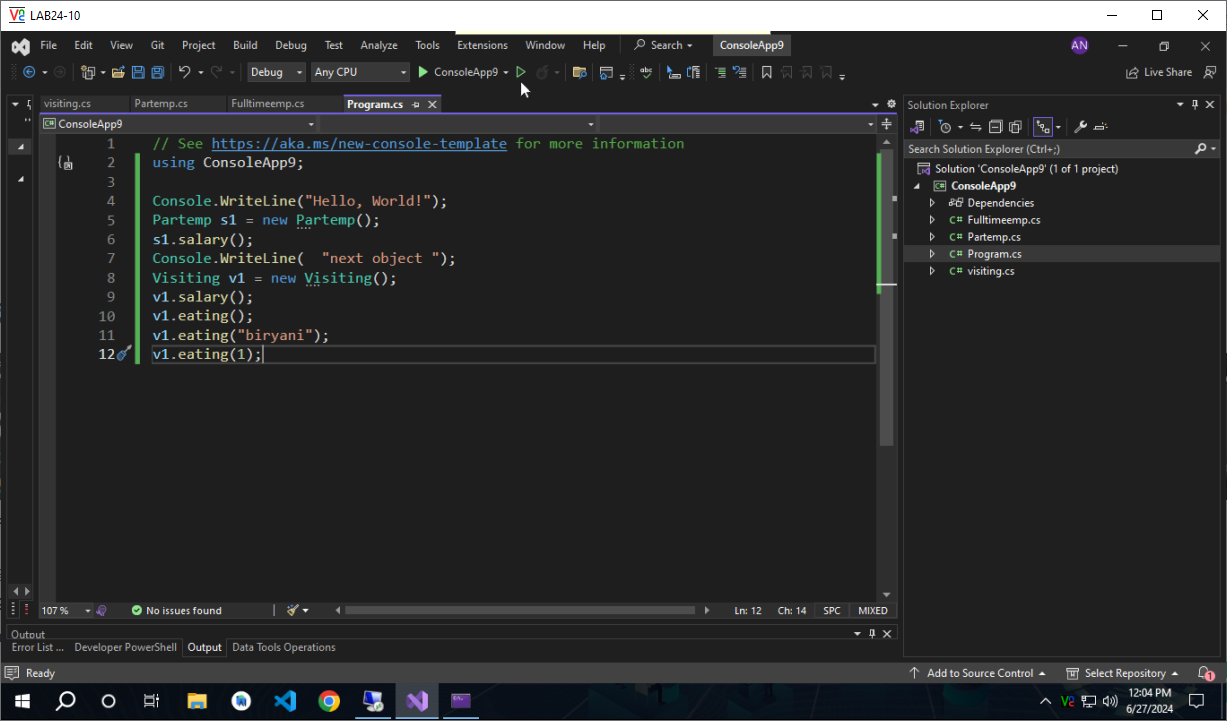 LAB24-10
File Edit View Git Project Build Debug Test Analyze Tools Extensions Window Help Search ConsoleApp9 AN
Debug Any CPU ConsoleApp9 Live Share
visiting.cs Partemp.cs Fulltimeemp.cs Program.cs
ConsoleApp9
1 // See https://aka.ms/new-console-template for more information
2 using ConsoleApp9;
3
4 Console.WriteLine("Hello, World!");
5 Partemp s1 = new Partemp();
6 s1.salary();
7 Console.WriteLine(  "next object ");
8 Visiting v1 = new Visiting();
9 v1.salary();
10 v1.eating();
11 v1.eating("biryani");
12 v1.eating(1);
107 % No issues found Ln: 12 Ch: 14 SPC MIXED
Solution Explorer
Search Solution Explorer (Ctrl+;)
Solution 'ConsoleApp9' (1 of 1 project)
ConsoleApp9
Dependencies
C# Fulltimeemp.cs
C# Partemp.cs
C# Program.cs
C# visiting.cs
Output
Error List ... Developer PowerShell Output Data Tools Operations
Ready Add to Source Control Select Repository 1
12:04 PM
6/27/2024